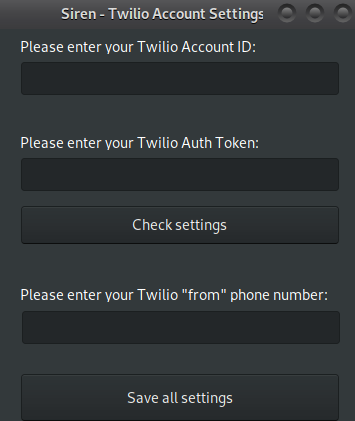 Siren - Twilio Account Settings
Please enter your Twilio Account ID:
Please enter your Twilio Auth Token:
Check settings
Please enter your Twilio "from" phone number:
Save all settings